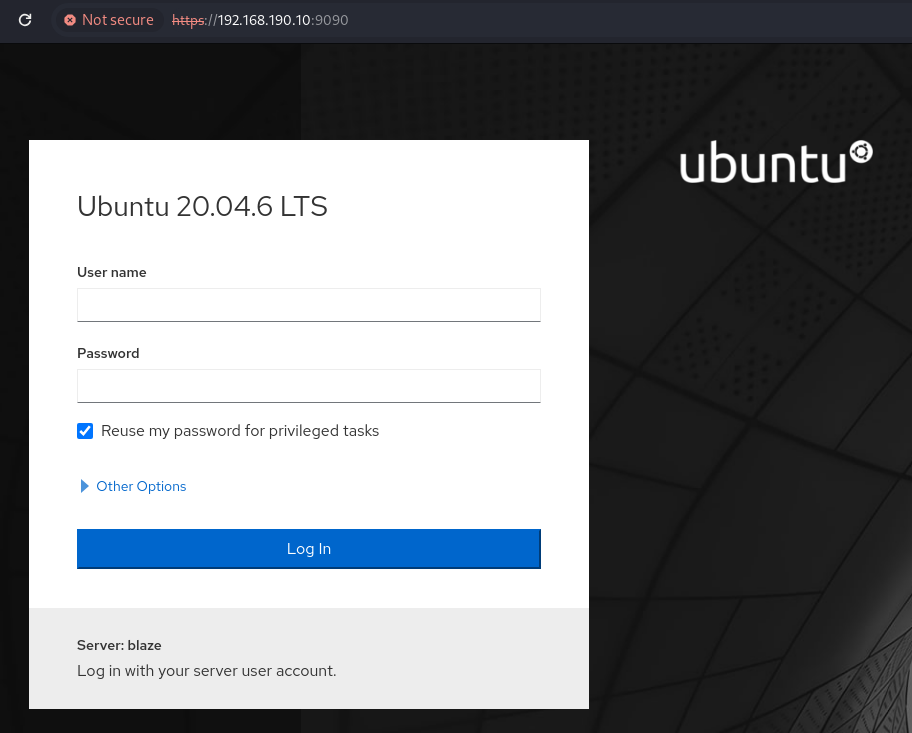 Not secure https://192.168.190.10:9090
ubuntu
Ubuntu 20.04.6 LTS
User name
Password
Reuse my password for privileged tasks
Other Options
Log In
Server: blaze
Log in with your server user account.